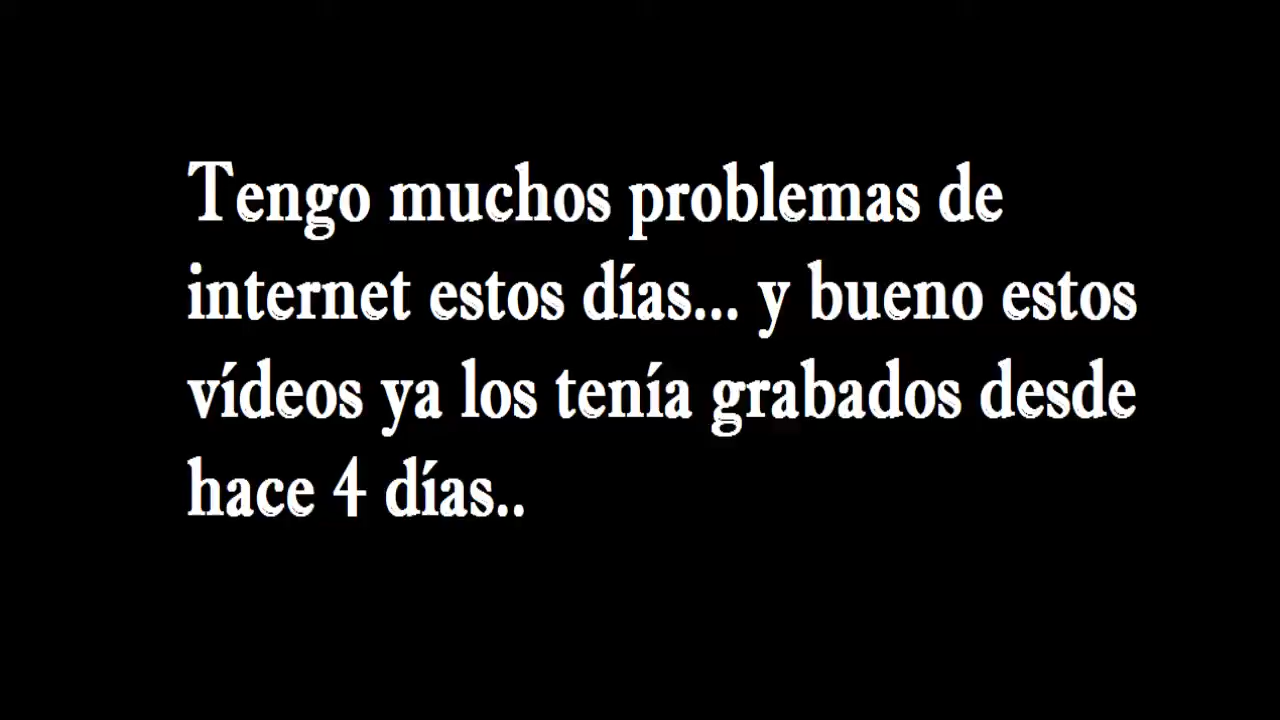 Tengo muchos problemas de
internet estos días... y bueno estos
vídeos ya los tenía grabados desde
hace 4 días..